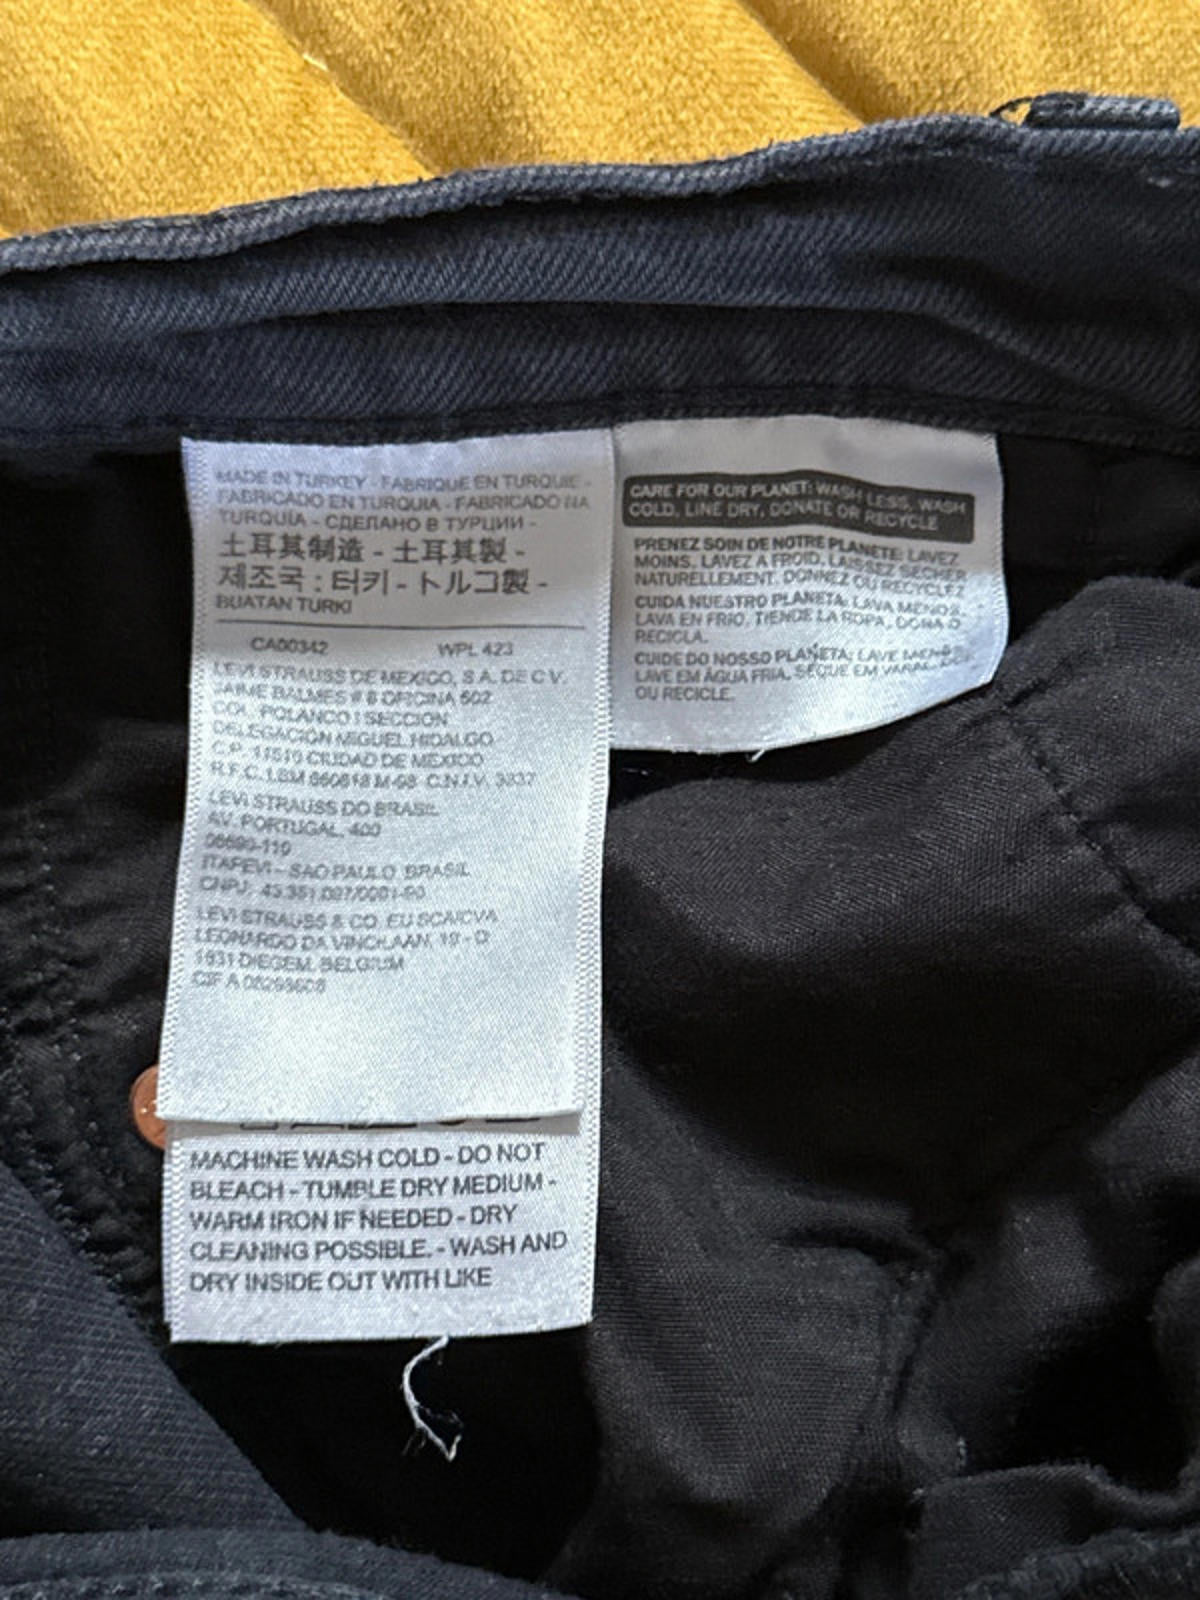 MADE IN TURKEY - FABRIQUE EN TURQUIE -
FABRICADO EN TURQUIA - FABRICADO NA
TURQUIA - СДЕЛАНО В ТУРЦИИ -
土耳其制造 - 土耳其製 -
제조국 : 터키 - トルコ製 -
BUATAN TURKI
CA00342 WPL 423
LEVI STRAUSS DE MEXICO, S.A. DE C.V.
JAIME BALMES # 8 OFICINA 602
COL. POLANCO I SECCION
DELEGACION MIGUEL HIDALGO
C.P. 11510 CIUDAD DE MEXICO
R.F.C. LSM C.N.I.V. 3337
LEVI STRAUSS DO BRASIL
AV. PORTUGAL, 400
06690-110
ITAPEVI - SAO PAULO, BRASIL
CNPJ:
LEVI STRAUSS & CO. EU SCA/CVA
LEONARDO DA VINCILAAN, 19 - D
1831 DIEGEM, BELGIUM
CIF A
MACHINE WASH COLD - DO NOT
BLEACH - TUMBLE DRY MEDIUM -
WARM IRON IF NEEDED - DRY
CLEANING POSSIBLE. - WASH AND
DRY INSIDE OUT WITH LIKE
CARE FOR OUR PLANET: WASH LESS, WASH
COLD, LINE DRY, DONATE OR RECYCLE
PRENEZ SOIN DE NOTRE PLANETE: LAVEZ
MOINS, LAVEZ A FROID, LAISSEZ SECHER
NATURELLEMENT, DONNEZ OU RECYCLEZ
CUIDA NUESTRO PLANETA: LAVA MENOS,
LAVA EN FRIO, TIENDE LA ROPA, DONA O
RECICLA.
CUIDE DO NOSSO PLANETA: LAVE MENOS,
LAVE EM ÁGUA FRIA, SEQUE EM VARAL,
OU RECICLE.